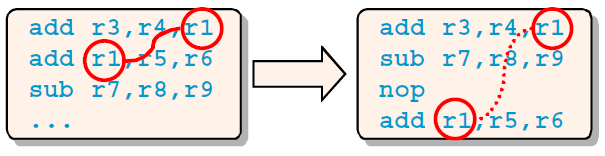 add r3,r4,r1
add r1,r5,r6
sub r7,r8,r9
...
add r3,r4,r1
sub r7,r8,r9
nop
add r1,r5,r6